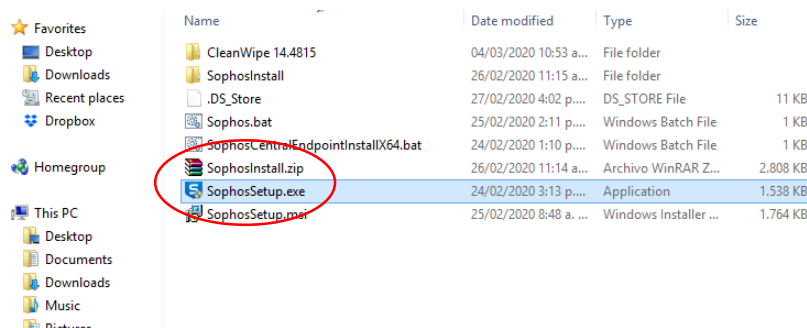 Name Date modified Type Size
Favorites
Desktop
Downloads
Recent places
Dropbox
Homegroup
This PC
Desktop
Documents
Downloads
Music
Pictures
CleanWipe 14.4815 04/03/2020 10:53 a... File folder
SophosInstall 26/02/2020 11:15 a... File folder
.DS_Store 27/02/2020 4:02 p.... DS_STORE File 11 KB
Sophos.bat 25/02/2020 2:11 p.... Windows Batch File 1 KB
SophosCentralEndpointInstallX64.bat 24/02/2020 1:10 p.... Windows Batch File 1 KB
SophosInstall.zip 26/02/2020 11:14 a... Archivo WinRAR Z... 2.808 KB
SophosSetup.exe 24/02/2020 3:13 p.... Application 1.538 KB
SophosSetup.msi 25/02/2020 8:48 a. ... Windows Installer ... 1.764 KB